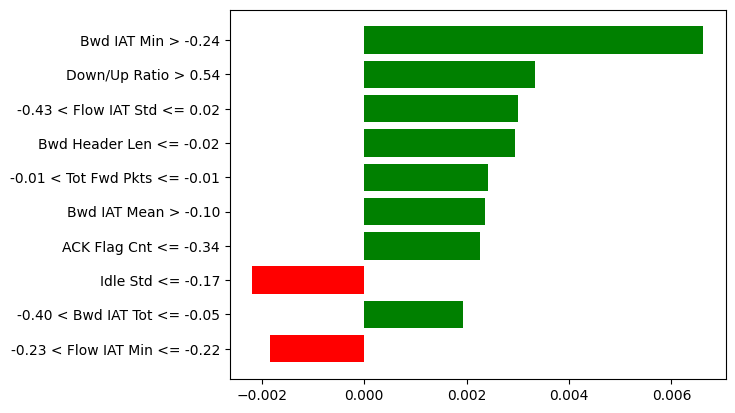 Bwd IAT Min > -0.24
Down/Up Ratio > 0.54
-0.43 < Flow IAT Std <= 0.02
Bwd Header Len <= -0.02
-0.01 < Tot Fwd Pkts <= -0.01
Bwd IAT Mean > -0.10
ACK Flag Cnt <= -0.34
Idle Std <= -0.17
-0.40 < Bwd IAT Tot <= -0.05
-0.23 < Flow IAT Min <= -0.22
−0.002 0.000 0.002 0.004 0.006